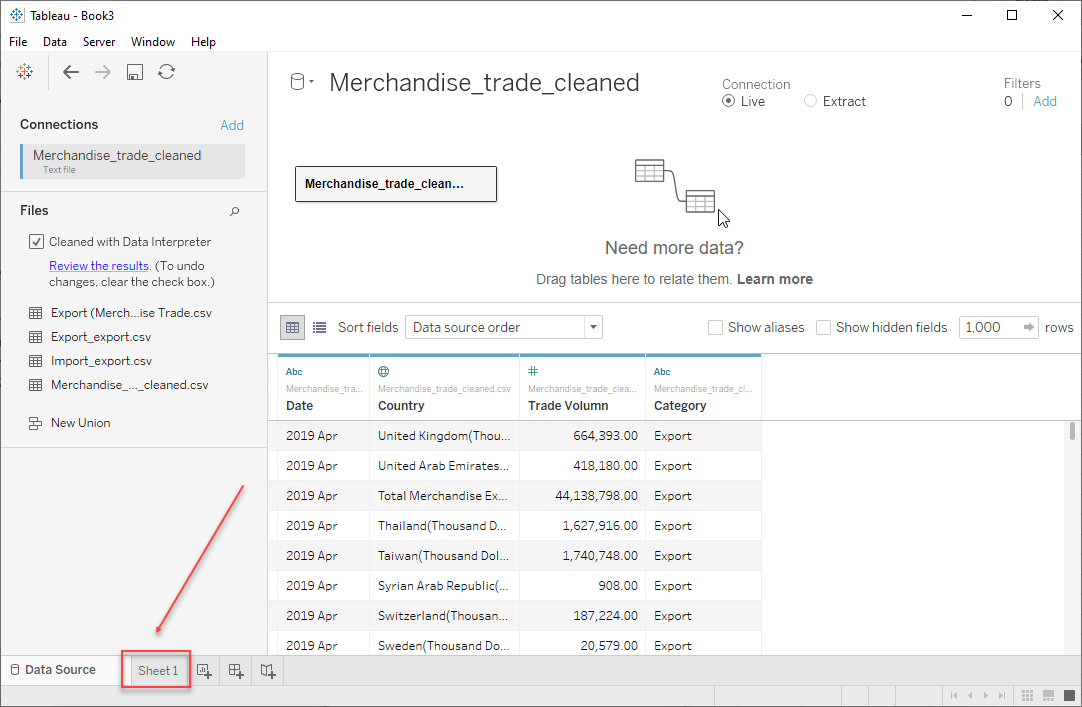 Tableau - Book3
File Data Server Window Help
Connections Add
Merchandise_trade_cleaned
Text file
Files
Cleaned with Data Interpreter
Review the results. (To undo
changes, clear the check box.)
Export (Merch...ise Trade.csv
Export_export.csv
Import_export.csv
Merchandise_..._cleaned.csv
New Union
Merchandise_trade_cleaned
Connection
Live Extract
Filters
0 Add
Merchandise_trade_clean...
Need more data?
Drag tables here to relate them. Learn more
Sort fields Data source order Show aliases Show hidden fields 1,000 rows
Abc Abc
Merchandise_tra... Merchandise_trade_cleaned.csv Merchandise_trade_clea... Merchandise_trade_cl...
Date Country Trade Volumn Category
2019 Apr United Kingdom(Thou... 664,393.00 Export
2019 Apr United Arab Emirates... 418,180.00 Export
2019 Apr Total Merchandise Ex... 44,138,798.00 Export
2019 Apr Thailand(Thousand D... 1,627,916.00 Export
2019 Apr Taiwan(Thousand Dol... 1,740,748.00 Export
2019 Apr Syrian Arab Republic(... 908.00 Export
2019 Apr Switzerland(Thousan... 187,224.00 Export
2019 Apr Sweden(Thousand Do... 20,579.00 Export
Data Source Sheet 1